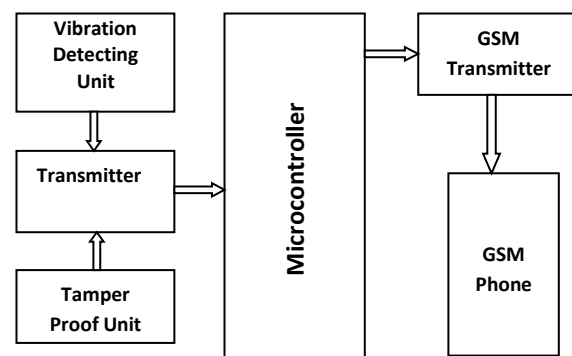 Vibration
Detecting
Unit
Transmitter
Tamper
Proof Unit
Microcontroller
GSM
Transmitter
GSM
Phone